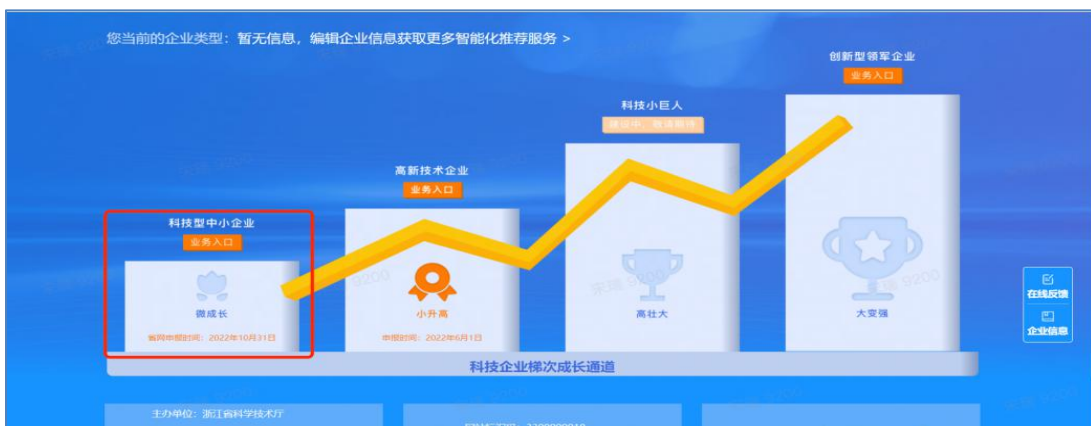 您当前的企业类型：暂无信息，编辑企业信息获取更多智能化推荐服务 >
创新型领军企业
业务入口
科技小巨人
建设中，敬请期待
高新技术企业
业务入口
科技型中小企业
业务入口
微成长
省网申报时间：2022年10月31日
小升高
申报时间：2022年6月1日
高壮大
大变强
在线反馈
企业信息
科技企业梯次成长通道
主办单位：浙江省科学技术厅